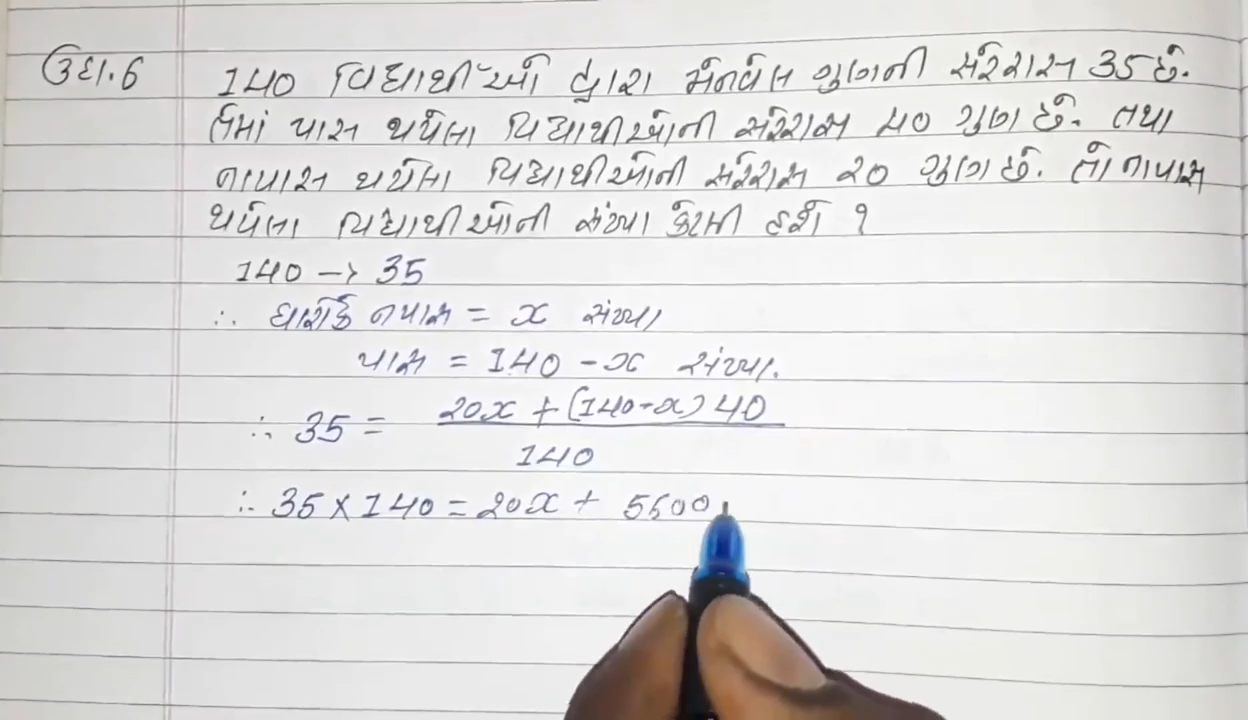 ઉદા.6 140 વિદ્યાર્થીઓ દ્વારા મેળવેલ ગુણની સરેરાશ 35 છે.
તેમાં પાસ થયેલા વિદ્યાર્થીઓની સરેરાશ 40 ગુણ છે. તથા
નાપાસ થયેલા વિદ્યાર્થીઓની સરેરાશ 20 ગુણ છે. તો નાપાસ
થયેલા વિદ્યાર્થીઓની સંખ્યા કેટલી હશે ?
140 → 35
∴ ધારોકે નપાસ = x સંખ્યા
પાસ = 140 - x સંખ્યા.
∴ 35 = 20x + (140-x) 40
140
∴ 35 × 140 = 20x + 5600